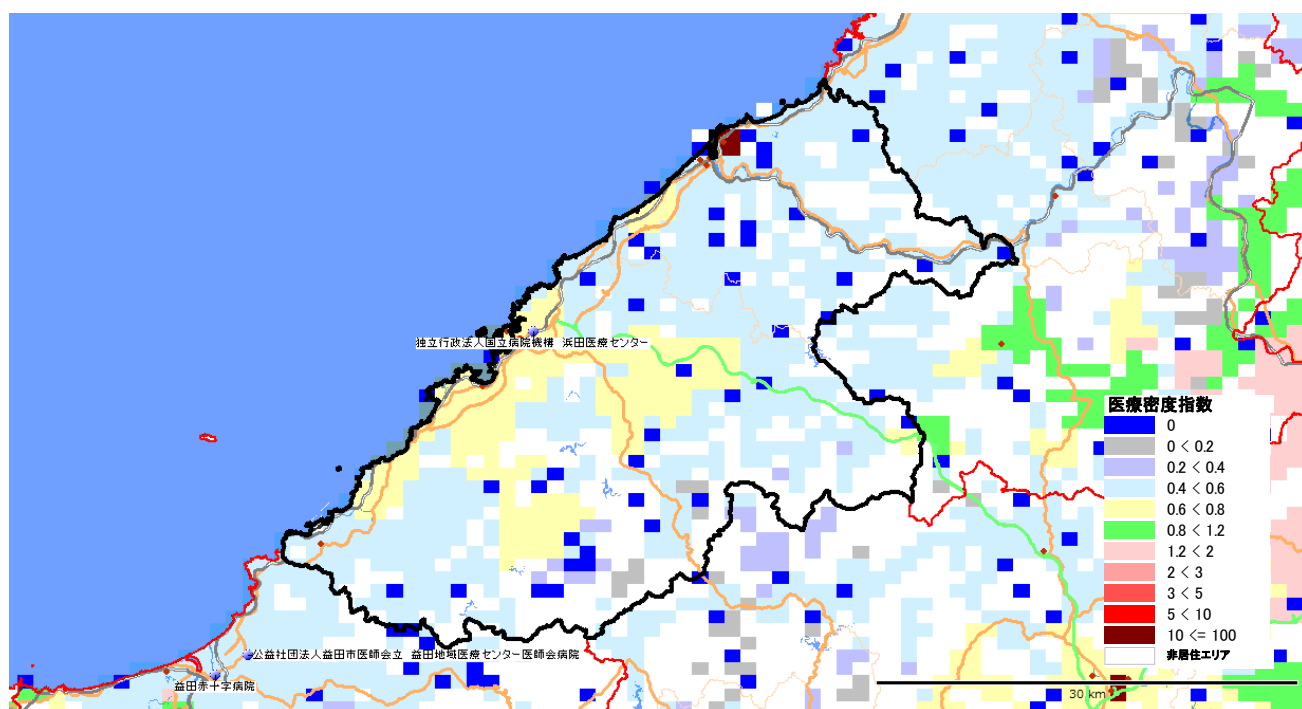 独立行政法人国立病院機構 浜田医療センター
医療密度指数
0
0 < 0.2
0.2 < 0.4
0.4 < 0.6
0.6 < 0.8
0.8 < 1.2
1.2 < 2
2 < 3
3 < 5
5 < 10
10 <= 100
非居住エリア
公益社団法人益田市医師会立 益田地域医療センター医師会病院
益田赤十字病院
30 km